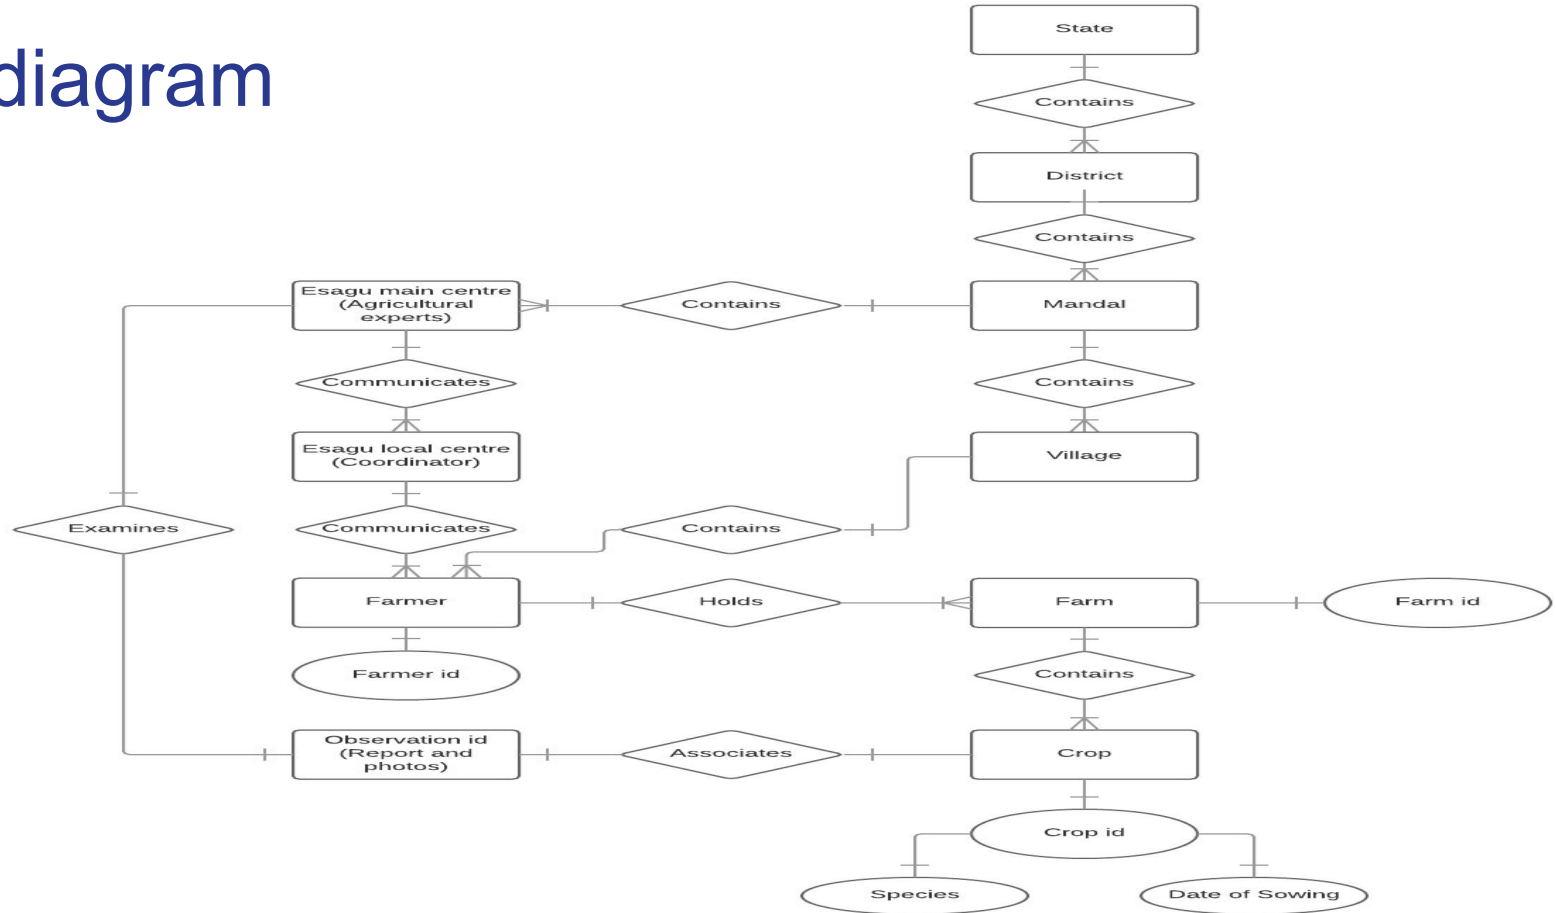 diagram
State
Contains
District
Contains
Esagu main centre
(Agricultural
experts)
Contains
Mandal
Communicates
Contains
Esagu local centre
(Coordinator)
Village
Examines
Communicates
Contains
Farmer
Holds
Farm
Farm id
Farmer id
Contains
Observation id
(Report and
photos)
Associates
Crop
Crop id
Species
Date of Sowing